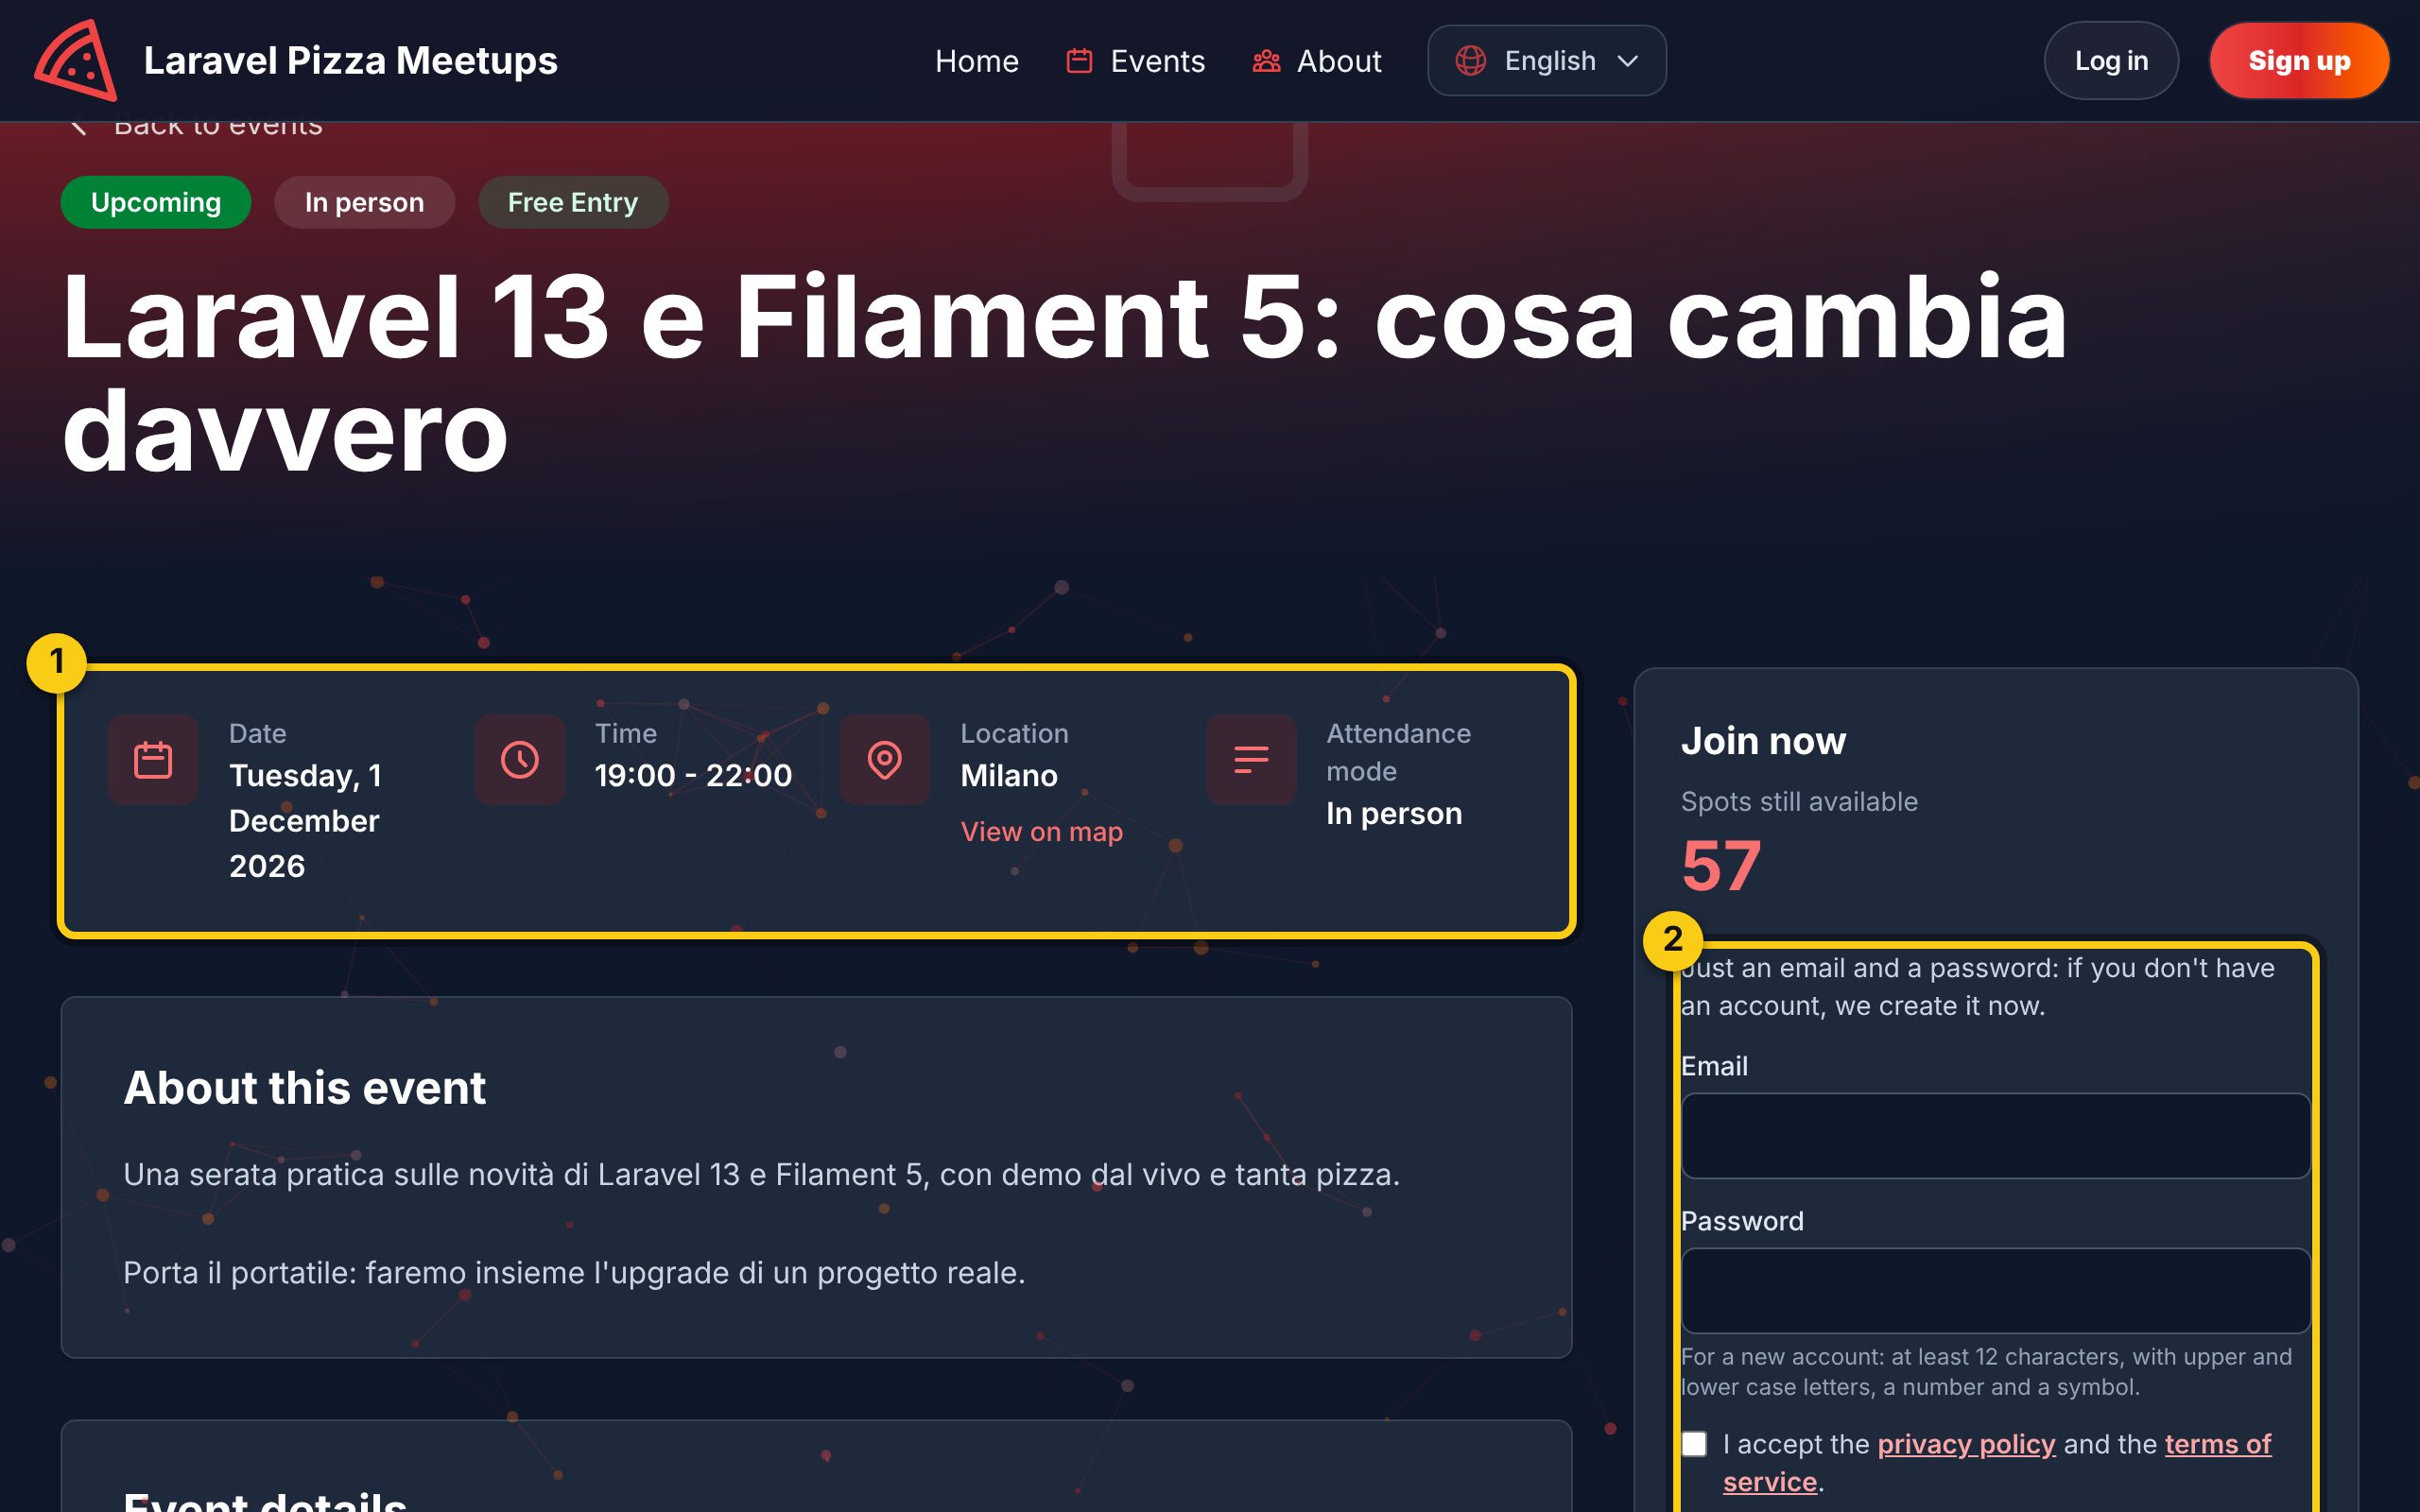 Laravel Pizza Meetups
Home
Events
About
English
Log in
Sign up
Back to events
Upcoming
In person
Free Entry
Laravel 13 e Filament 5: cosa cambia
davvero
1
Date
Tuesday, 1
December
2026
Time
19:00 - 22:00
Location
Milano
View on map
Attendance
mode
In person
About this event
Una serata pratica sulle novità di Laravel 13 e Filament 5, con demo dal vivo e tanta pizza.
Porta il portatile: faremo insieme l'upgrade di un progetto reale.
Event details
Join now
Spots still available
57
2
Just an email and a password: if you don't have
an account, we create it now.
Email
Password
For a new account: at least 12 characters, with upper and
lower case letters, a number and a symbol.
I accept the privacy policy and the terms of
service.